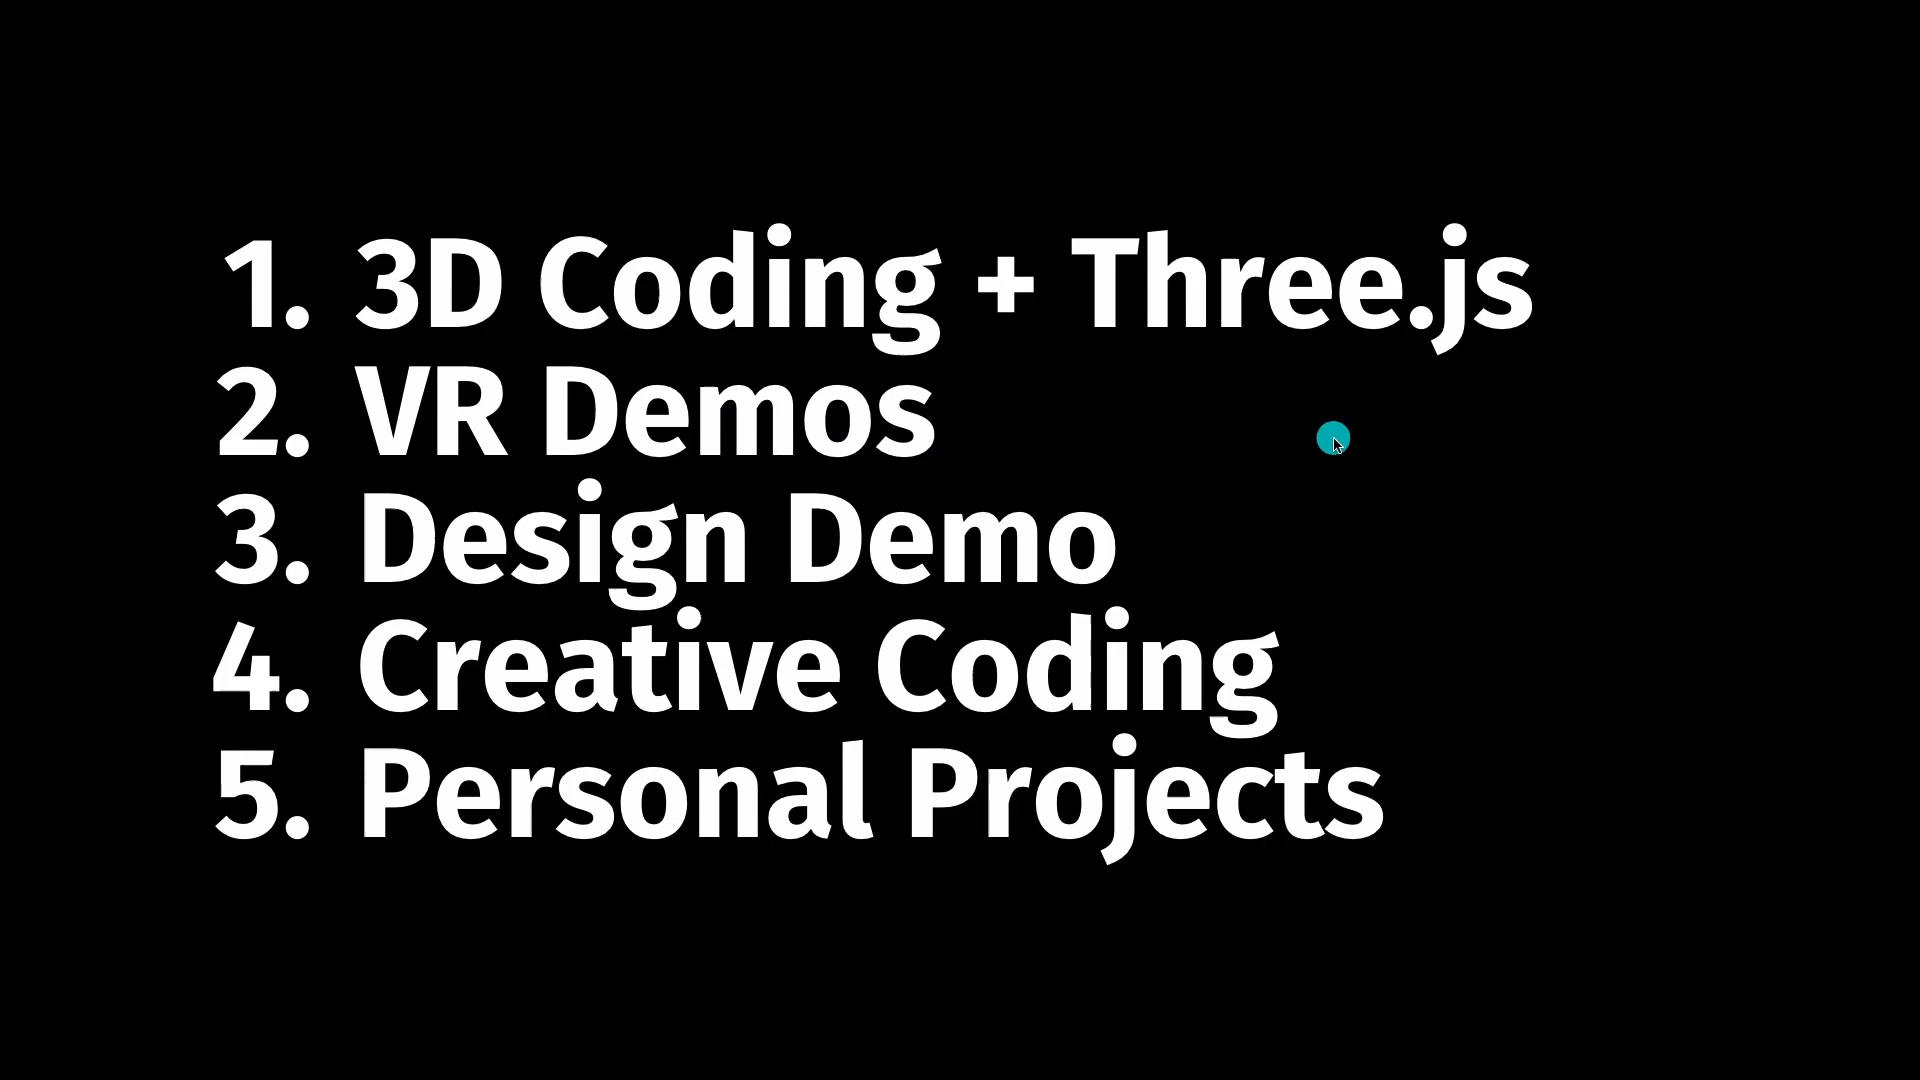 1. 3D Coding + Three.js
2. VR Demos
3. Design Demo
4. Creative Coding
5. Personal Projects